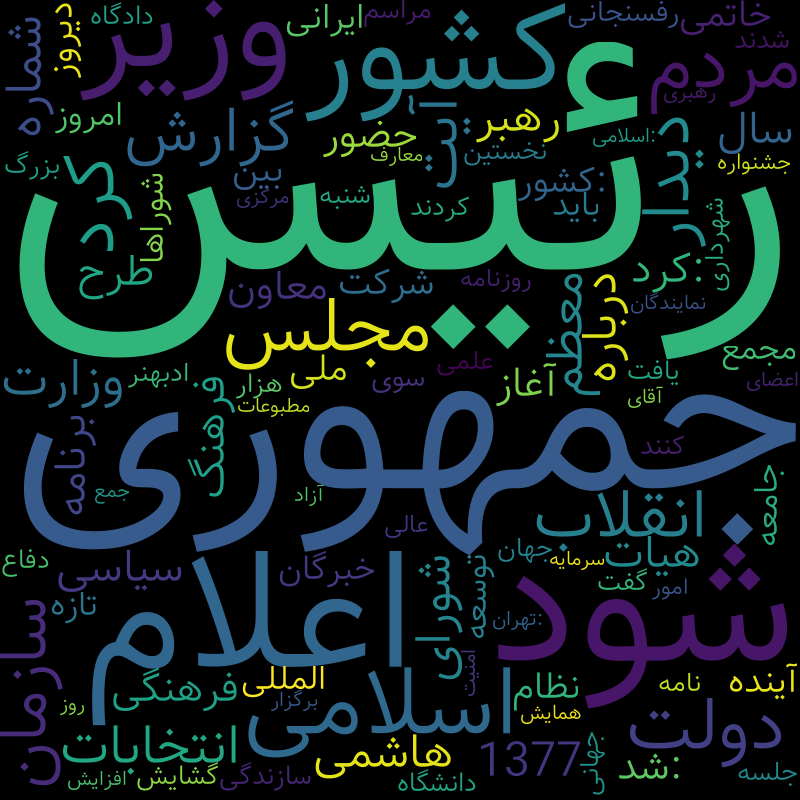 دادگاه
وزیر
ایرانی
مراسم
کشور
رفسنجانی
خاتمی
شدند
شماره
دیروز
مردم
رهبری
امروز
گزارش
رهبر
حضور
آیت
معارف
نخستین
اسلامی:
دیدار
سال
جشنواره
بزرگ
کرد
شوراها
بین
مرکزی
شنبه
کردند
کشور:
باید
شهرداری
رئیس
طرح
معاون
شرکت
روزنامه
معظم
درباره
کرد:
نمایندگان
مجلس
مجمع
وزارت
ادبهنر
فرهنگ
هزار
مطبوعات
ملی
سوی
علمی
آغاز
یافت
آقای
اعضای
جمهوری
برنامه
جمع
آزاد
عالی
کنند
جامعه
انقلاب
دفاع
سیاسی
خبرگان
جهان
سرمایه
هیات
گفت
امور
تازه
اعلام
شورای
توسعه
تهران:
شود
سازمان
روز
فرهنگی
المللی
برگزار
اسلامی
امنیت
نظام
همایش
نامه
آینده
انتخابات
هاشمی
1377
جهانی
دولت
شد:
جلسه
افزایش
گشایش
سازندگی
دانشگاه